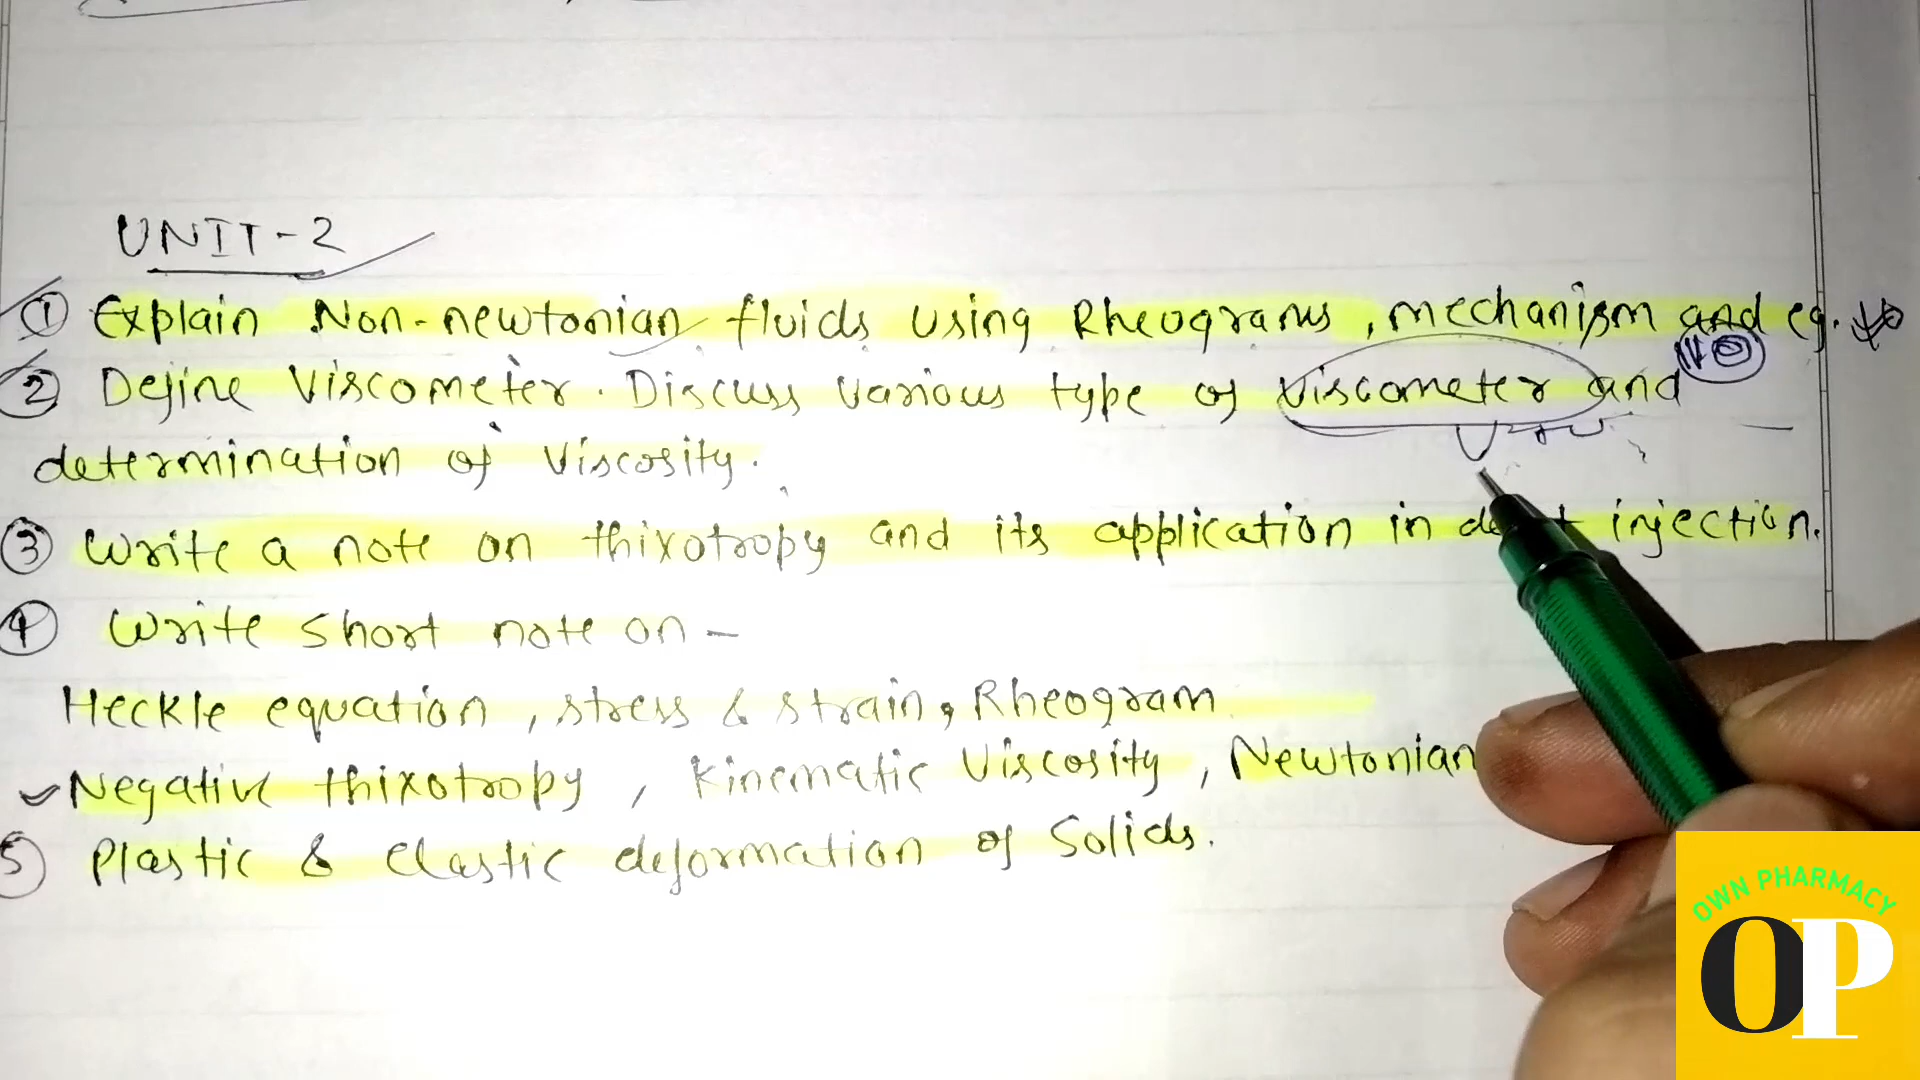 UNIT-2
① Explain Non-newtonian fluids using Rheograms, mechanism and eg.
② Define Viscometer. Discuss various type of viscometer and
determination of viscosity.
③ Write a note on thixotropy and its application in injection.
④ Write short note on -
Heckle equation, stress & strain, Rheogram
Negative thixotropy, Kinematic Viscosity, Newtonian
⑤ Plastic & Elastic deformation of Solids.
OWN PHARMACY
OP